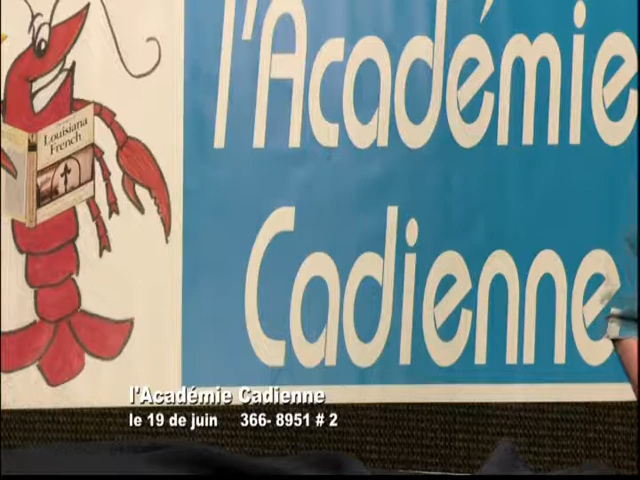 l'Académie
Cadienne
Louisiana
French
l'Académie Cadienne
le 19 de juin 366- 8951 # 2